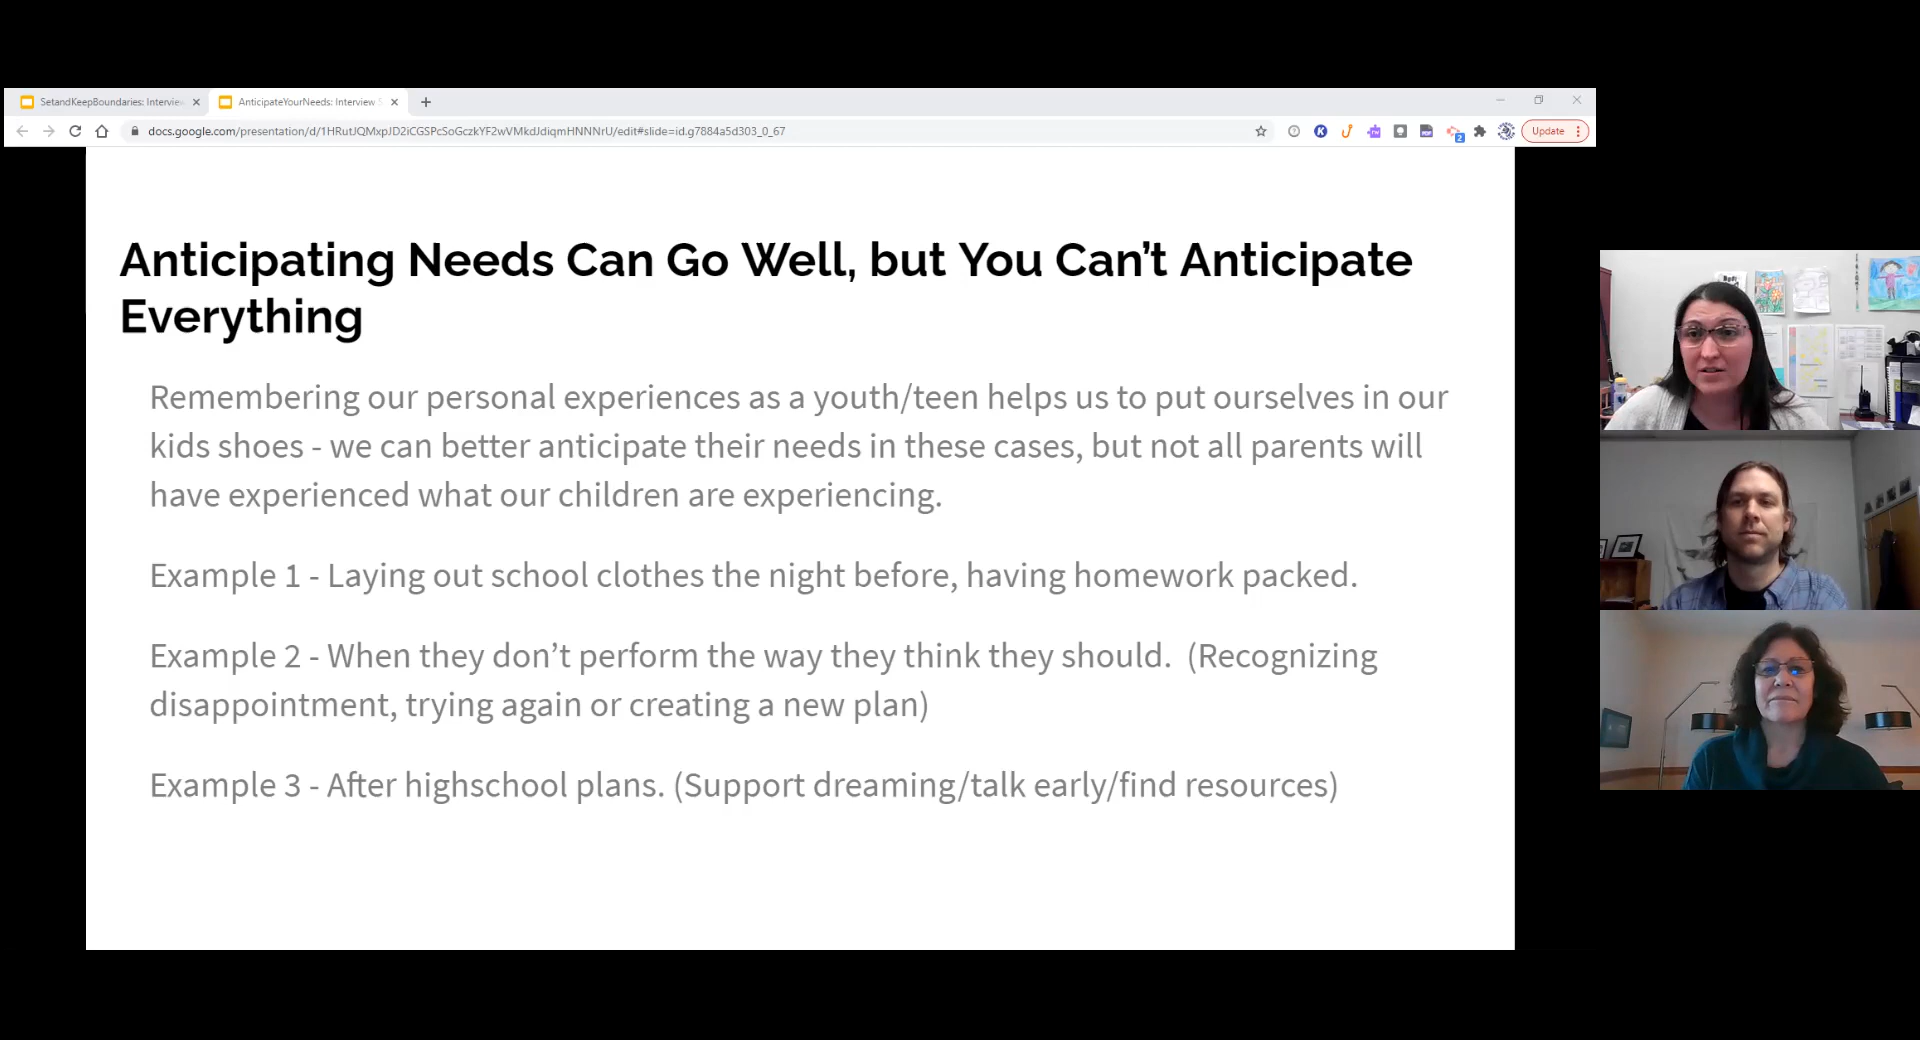 SetandKeepBoundaries: Interview
AnticipateYourNeeds: Interview S
docs.google.com/presentation/d/1HRutJQMxpJD2iCGSPcSoGczkYF2wVMkdJdiqmHNNNrU/edit#slide=id.g7884a5d303_0_67
2
Update
Anticipating Needs Can Go Well, but You Can’t Anticipate
Everything
Remembering our personal experiences as a youth/teen helps us to put ourselves in our
kids shoes - we can better anticipate their needs in these cases, but not all parents will
have experienced what our children are experiencing.
Example 1 - Laying out school clothes the night before, having homework packed.
Example 2 - When they don’t perform the way they think they should.  (Recognizing
disappointment, trying again or creating a new plan)
Example 3 - After highschool plans. (Support dreaming/talk early/find resources)